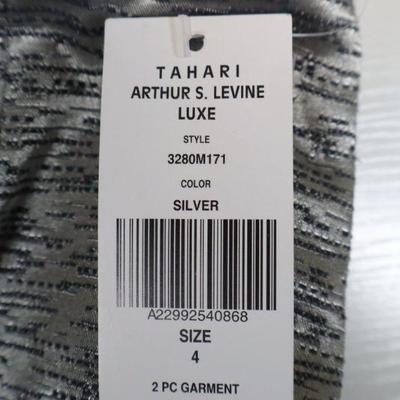 TAHARI
ARTHUR S. LEVINE
LUXE
STYLE
3280M171
COLOR
SILVER
A22992540868
SIZE
4
2 PC GARMENT